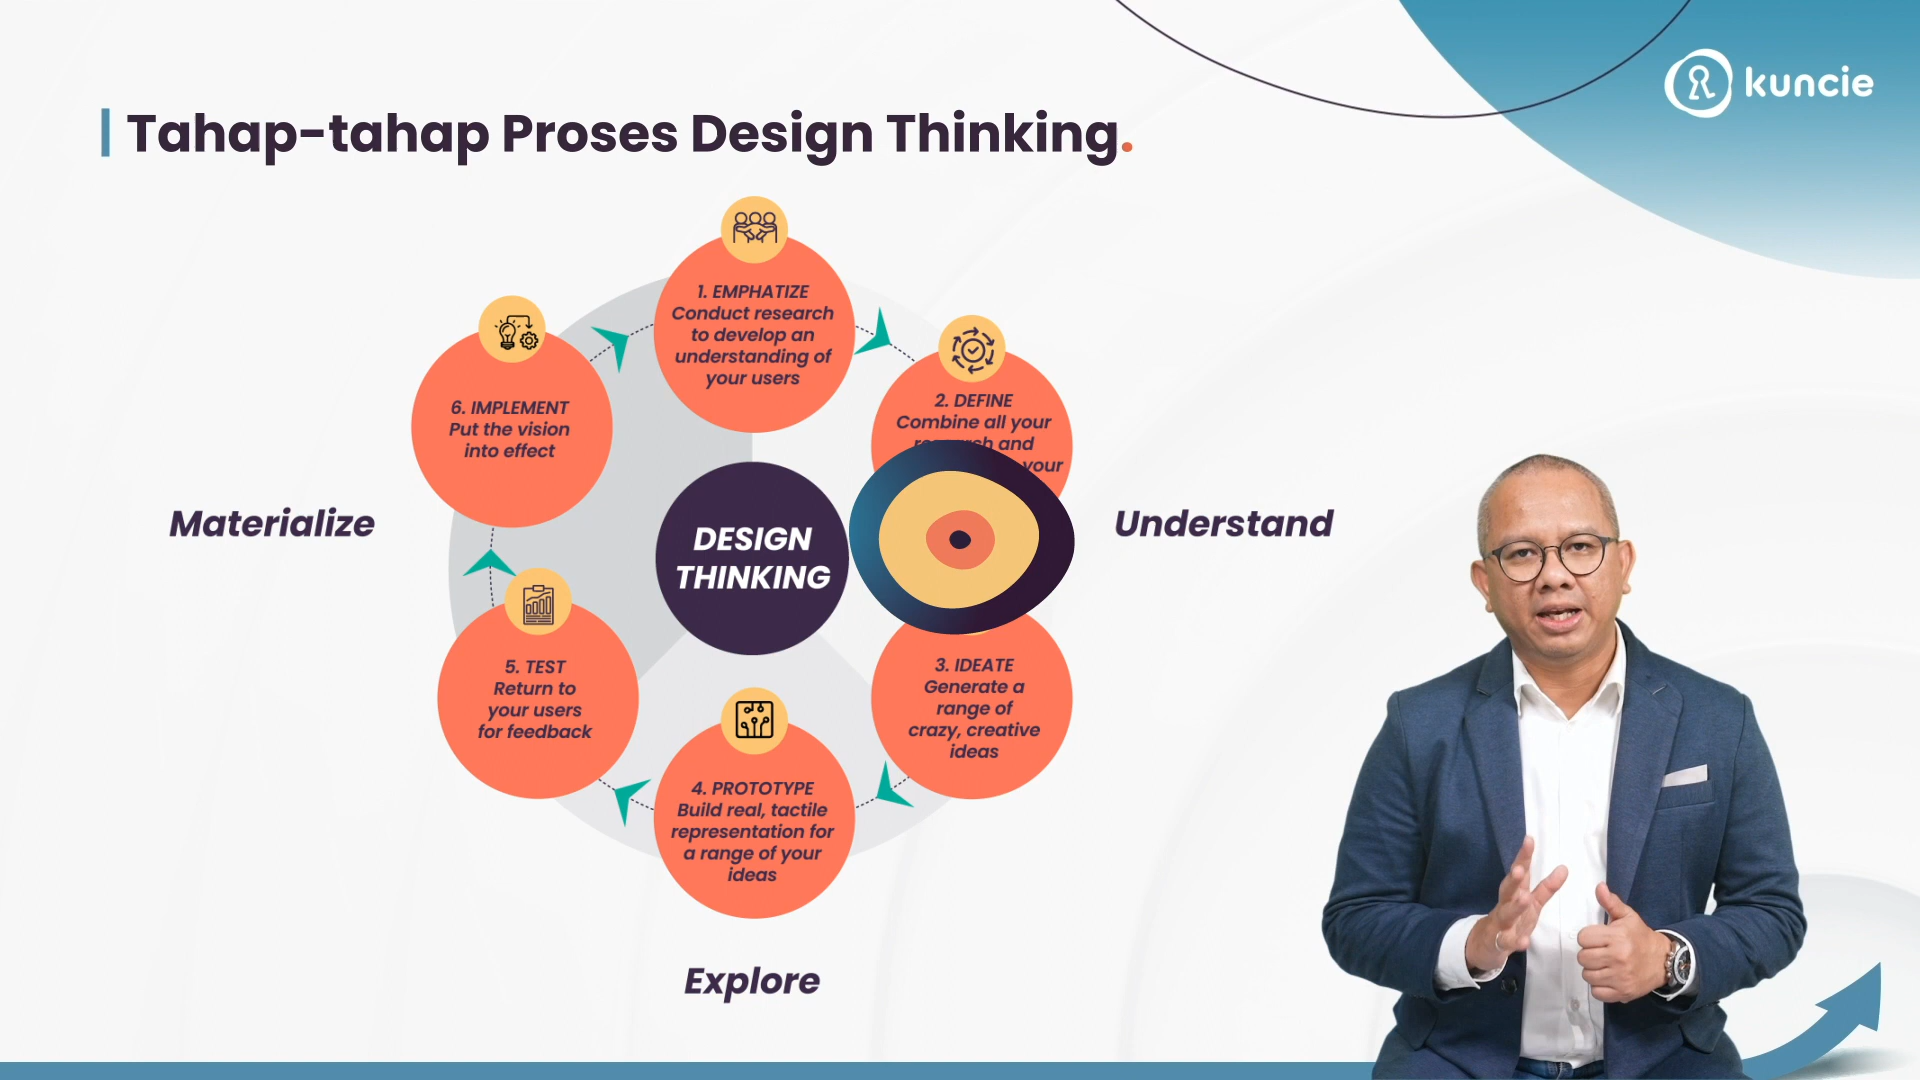 kuncie
Tahap-tahap Proses Design Thinking.
1. EMPHATIZE
Conduct research
to develop an
understanding of
your users
2. DEFINE
Combine all your
and
your
3. IDEATE
Generate a
range of
crazy, creative
ideas
4. PROTOTYPE
Build real, tactile
representation for
a range of your
ideas
5. TEST
Return to
your users
for feedback
6. IMPLEMENT
Put the vision
into effect
DESIGN
THINKING
Materialize
Understand
Explore